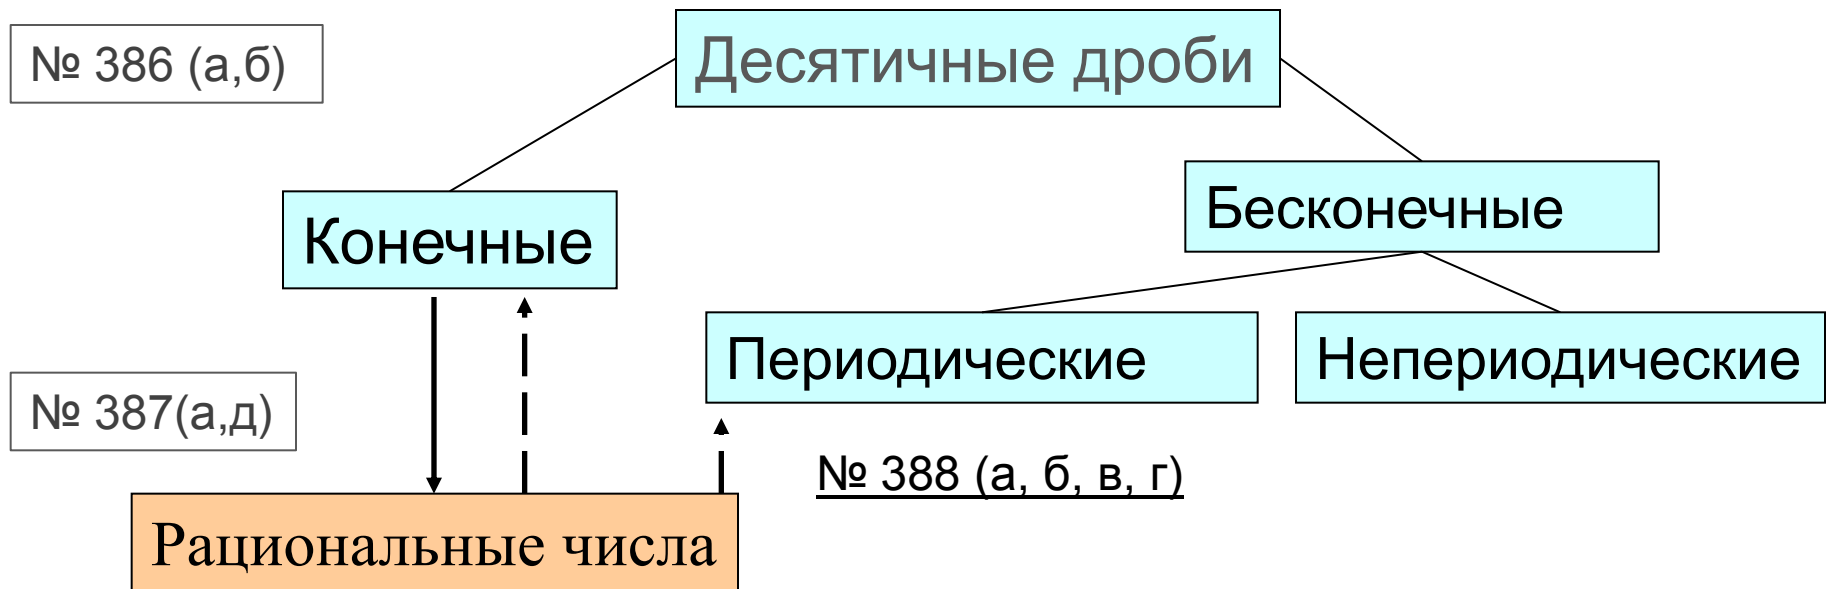 № 386 (а,б)
Десятичные дроби
Конечные
Бесконечные
Периодические
Непериодические
№ 387(а,д)
№ 388 (а, б, в, г)
Рациональные числа